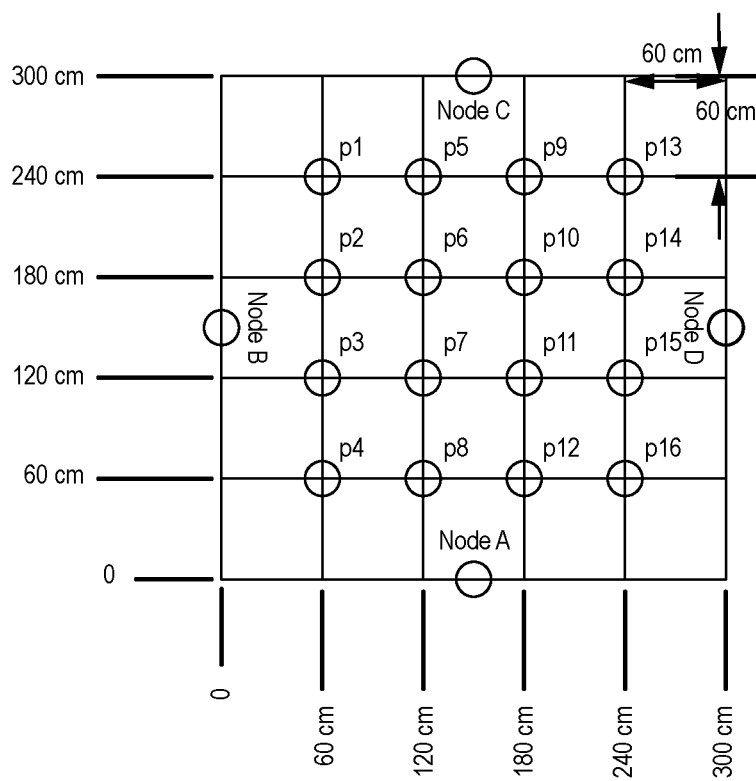 60 cm
300 cm
Node C
60 cm
p1
p5
p9
p13
240 cm
p2
p6
p10
p14
180 cm
Node B
Node D
p3
p7
p11
p15
120 cm
p4
p8
p12
p16
60 cm
Node A
0
0
60 cm
120 cm
180 cm
240 cm
300 cm